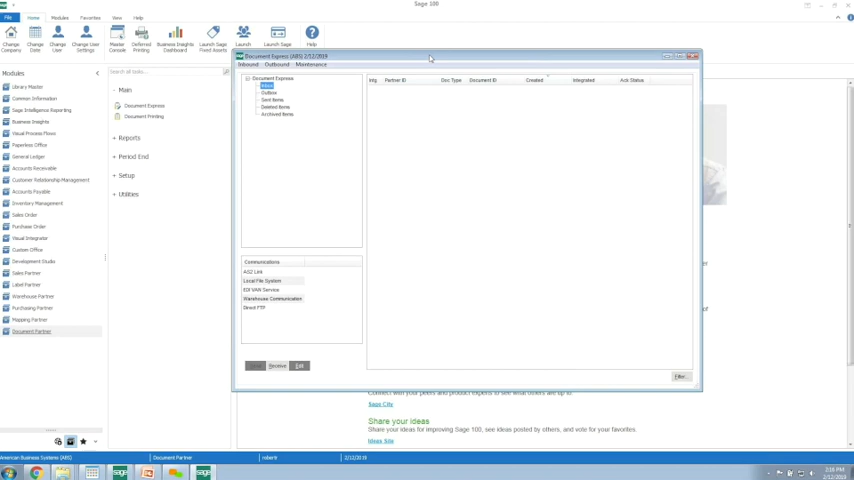 Sage 100
File Home Modules Favorites View Help
Change Company
Change Date
Change User
Change User Settings
Master Console
Deferred Printing
Business Insights Dashboard
Launch Sage Fixed Assets
Launch
Launch Sage
Help
Modules
Search all tasks...
Library Master
Common Information
Sage Intelligence Reporting
Business Insights
Visual Process Flows
Paperless Office
General Ledger
Accounts Receivable
Customer Relationship Management
Accounts Payable
Inventory Management
Sales Order
Purchase Order
Visual Integrator
Custom Office
Development Studio
Sales Partner
Label Partner
Warehouse Partner
Purchasing Partner
Mapping Partner
Document Partner
Main
Document Express
Document Printing
+ Reports
+ Period End
+ Setup
+ Utilities
Document Express (ABS) 2/12/2019
Inbound Outbound Maintenance
Document Express
Inbox
Outbox
Sent Items
Deleted Items
Archived Items
Intg Partner ID Doc Type Document ID Created Integrated Ack Status
Communications
AS2 Link
Local File System
EDI VAN Service
Warehouse Communication
Direct FTP
Receive Exit
Filter...
Connect with your peers and product experts to see what others are up to.
Sage City
Share your ideas
Share your ideas for improving Sage 100, see ideas posted by others, and vote for your favorites.
Ideas Site
American Business Systems (ABS) Document Partner robertr 2/12/2019
2:16 PM
2/12/2019